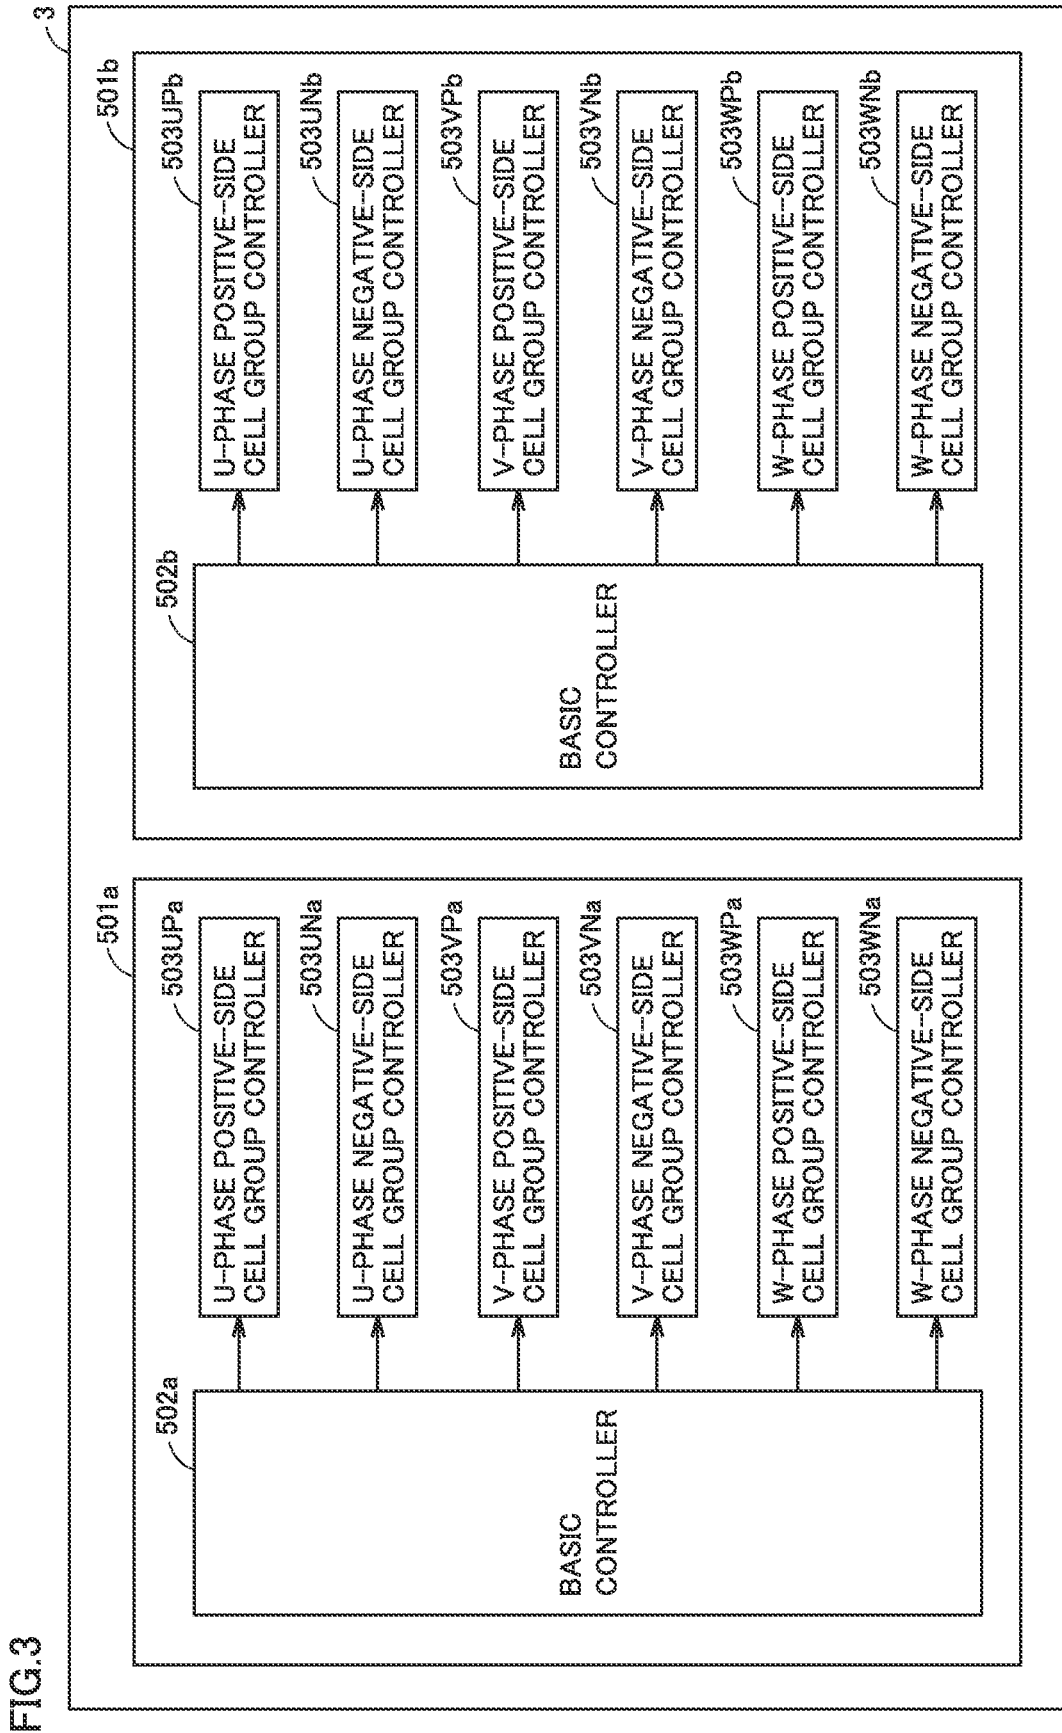 FIG.3
3
501a
502a
BASIC
CONTROLLER
503UPa
U-PHASE POSITIVE-SIDE
CELL GROUP CONTROLLER
503UNa
U-PHASE NEGATIVE-SIDE
CELL GROUP CONTROLLER
503VPa
V-PHASE POSITIVE-SIDE
CELL GROUP CONTROLLER
503VNa
V-PHASE NEGATIVE-SIDE
CELL GROUP CONTROLLER
503WPa
W-PHASE POSITIVE-SIDE
CELL GROUP CONTROLLER
503WNa
W-PHASE NEGATIVE-SIDE
CELL GROUP CONTROLLER
501b
502b
BASIC
CONTROLLER
503UPb
U-PHASE POSITIVE-SIDE
CELL GROUP CONTROLLER
503UNb
U-PHASE NEGATIVE-SIDE
CELL GROUP CONTROLLER
503VPb
V-PHASE POSITIVE-SIDE
CELL GROUP CONTROLLER
503VNb
V-PHASE NEGATIVE-SIDE
CELL GROUP CONTROLLER
503WPb
W-PHASE POSITIVE-SIDE
CELL GROUP CONTROLLER
503WNb
W-PHASE NEGATIVE-SIDE
CELL GROUP CONTROLLER